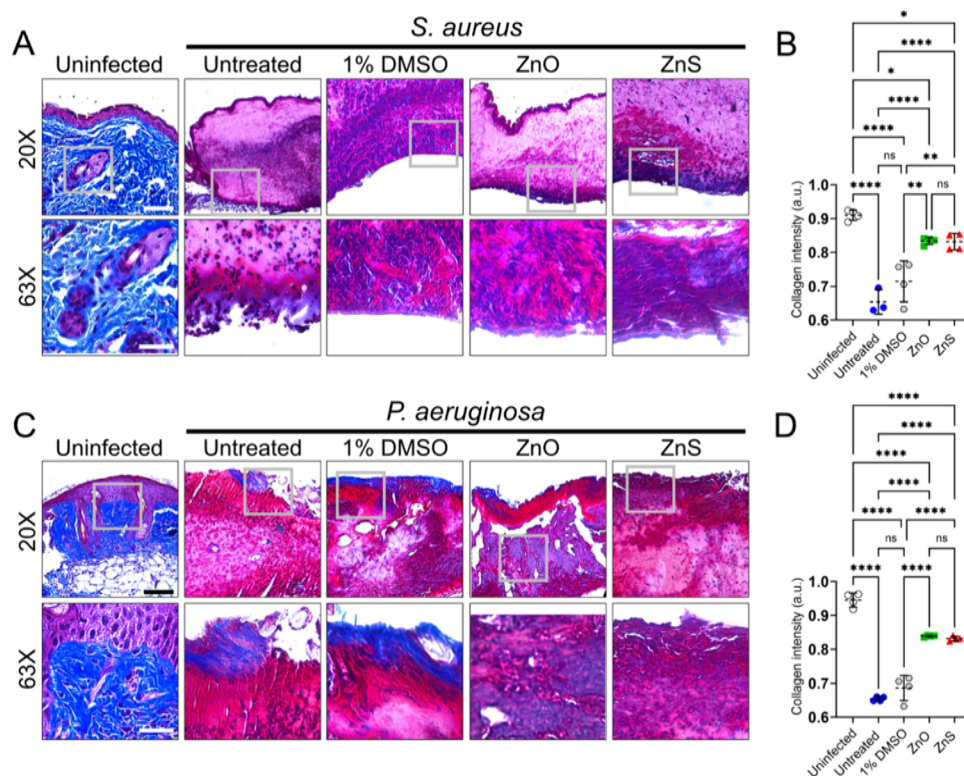 A
S. aureus
Uninfected Untreated 1% DMSO ZnO ZnS
20X
63X
B
*
****
*
****
****
ns **
**** ** ns
Collagen intensity (a.u.)
1.0
0.9
0.8
0.7
0.6
Uninfected
Untreated
1% DMSO
ZnO
ZnS
C
P. aeruginosa
Uninfected Untreated 1% DMSO ZnO ZnS
20X
63X
D
****
****
****
****
**** ****
ns ns
**** ****
Collagen intensity (a.u.)
1.0
0.9
0.8
0.7
0.6
Uninfected
Untreated
1% DMSO
ZnO
ZnS